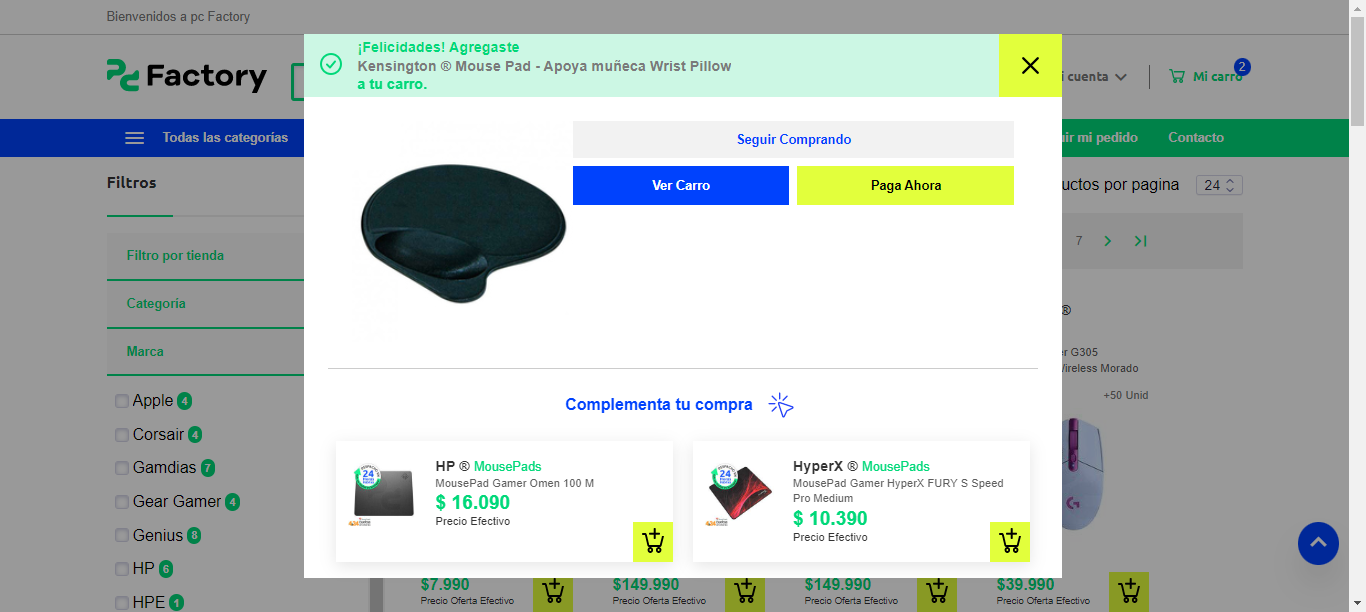 Bienvenidos a pc Factory
Factory
¡Felicidades! Agregaste
Kensington ® Mouse Pad - Apoya muñeca Wrist Pillow
a tu carro.
cuenta
Mi carro
2
Todas las categorías
ir mi pedido
Contacto
Filtros
Seguir Comprando
Ver Carro
Paga Ahora
uctos por pagina
24
7
Filtro por tienda
Categoría
Marca
Apple 4
Corsair 4
Gamdias 7
Gear Gamer 4
Genius 8
HP 6
HPE 1
®
er G305
Wireless Morado
+50 Unid
Complementa tu compra
HP ® MousePads
MousePad Gamer Omen 100 M
$ 16.090
Precio Efectivo
HyperX ® MousePads
MousePad Gamer HyperX FURY S Speed
Pro Medium
$ 10.390
Precio Efectivo
$7.990
Precio Oferta Efectivo
$149.990
Precio Oferta Efectivo
$149.990
Precio Oferta Efectivo
$39.990
Precio Oferta Efectivo